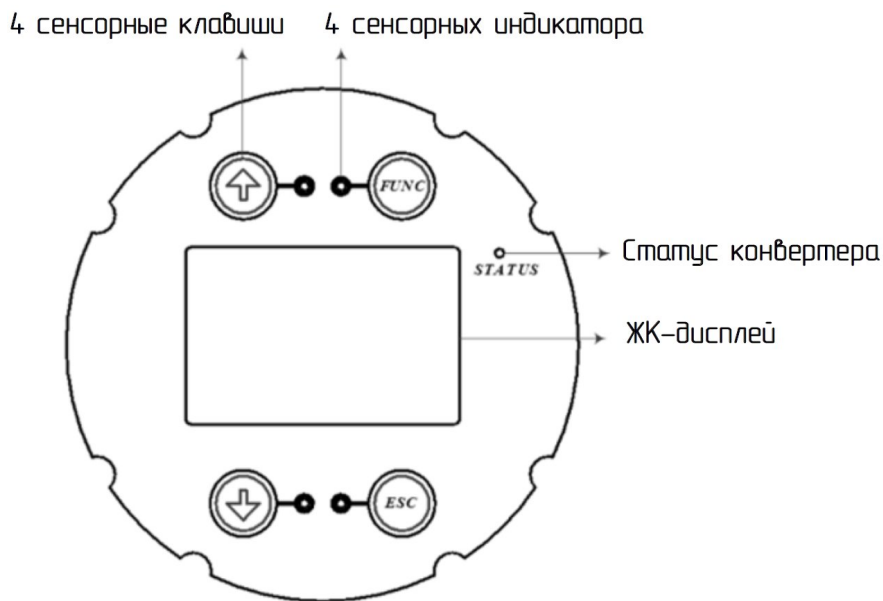 4 сенсорные клавиши
4 сенсорных индикатора
FUNC
STATUS
Статус конвертера
ЖК-дисплей
ESC